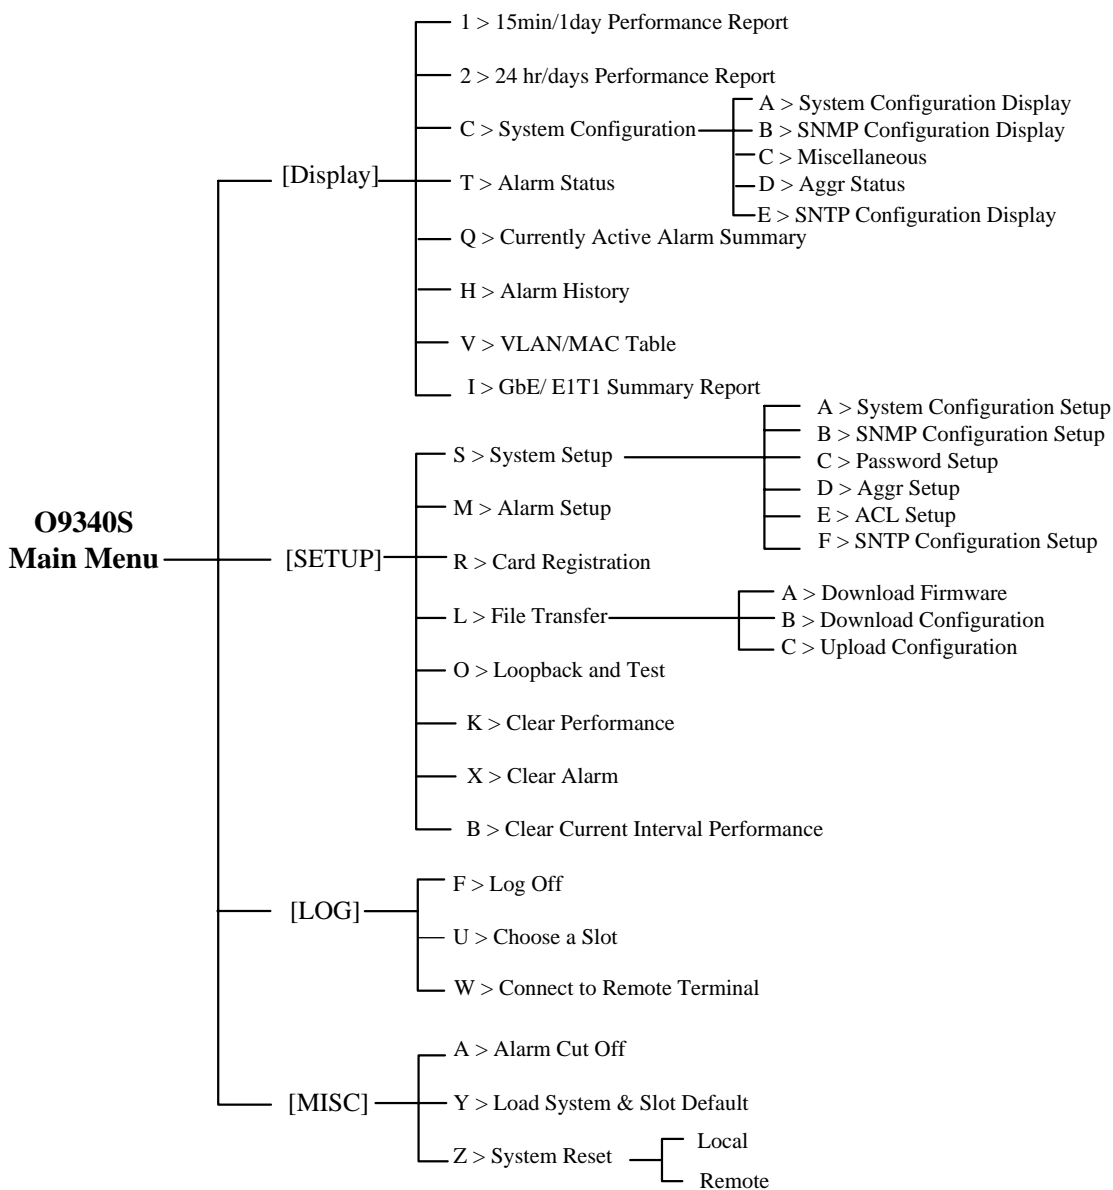 O9340S
Main Menu
[Display]
1 > 15min/1day Performance Report
2 > 24 hr/days Performance Report
C > System Configuration
A > System Configuration Display
B > SNMP Configuration Display
C > Miscellaneous
D > Aggr Status
E > SNTP Configuration Display
T > Alarm Status
Q > Currently Active Alarm Summary
H > Alarm History
V > VLAN/MAC Table
I > GbE/ E1T1 Summary Report
[SETUP]
S > System Setup
A > System Configuration Setup
B > SNMP Configuration Setup
C > Password Setup
D > Aggr Setup
E > ACL Setup
F > SNTP Configuration Setup
M > Alarm Setup
R > Card Registration
L > File Transfer
A > Download Firmware
B > Download Configuration
C > Upload Configuration
O > Loopback and Test
K > Clear Performance
X > Clear Alarm
B > Clear Current Interval Performance
[LOG]
F > Log Off
U > Choose a Slot
W > Connect to Remote Terminal
[MISC]
A > Alarm Cut Off
Y > Load System & Slot Default
Z > System Reset
Local
Remote